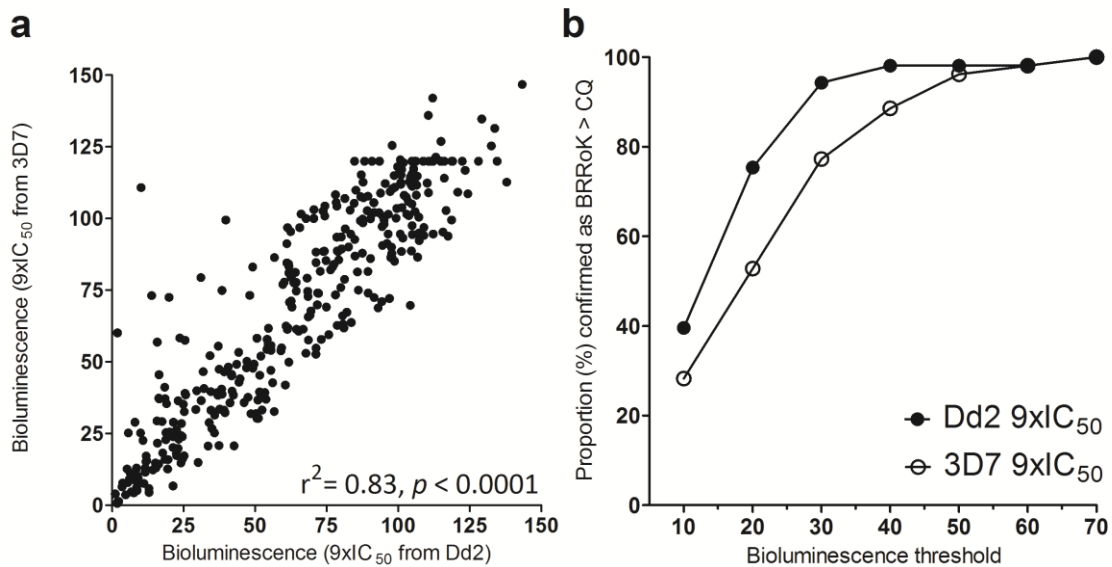 a
Bioluminescence (9xIC50 from 3D7)
150
125
100
75
50
25
0
r2= 0.83, p < 0.0001
0 25 50 75 100 125 150
Bioluminescence (9xIC50 from Dd2)
b
Proportion (%) confirmed as BRRoK > CQ
100
80
60
40
20
0
Dd2 9xIC50
3D7 9xIC50
10 20 30 40 50 60 70
Bioluminescence threshold